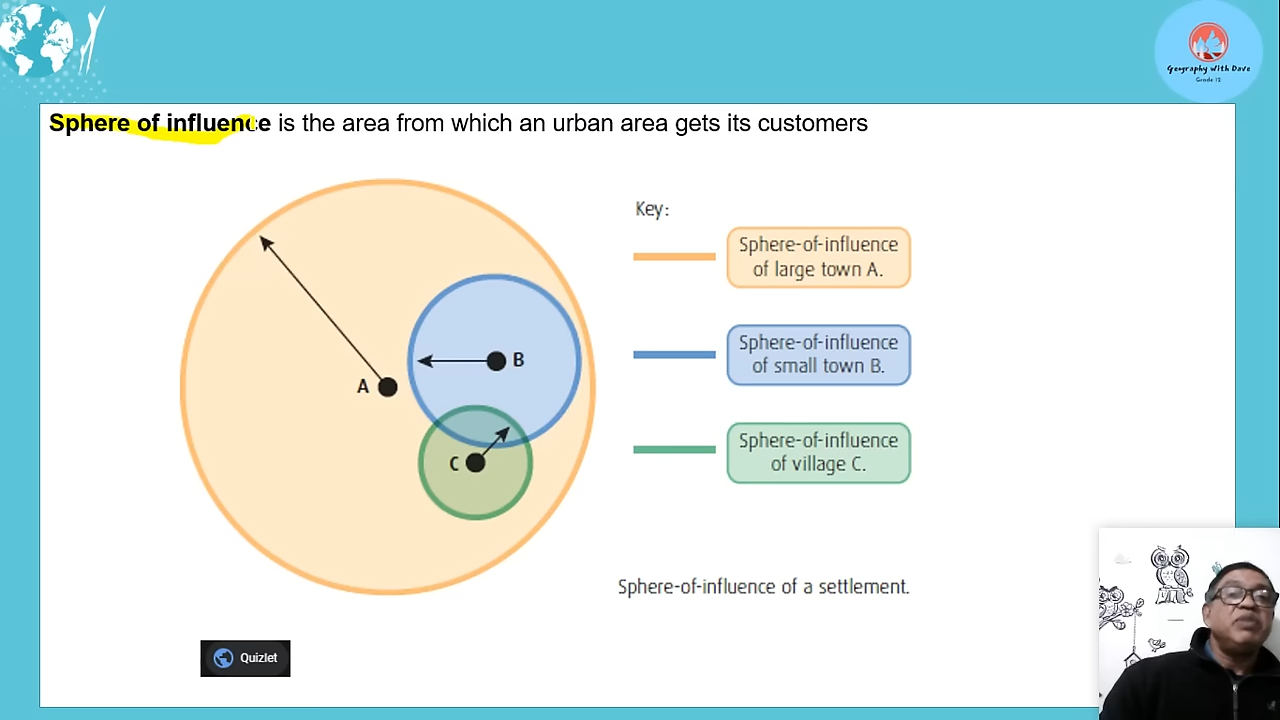 Geography With Dave
Grade 12
Sphere of influence is the area from which an urban area gets its customers
Key:
Sphere-of-influence
of large town A.
Sphere-of-influence
of small town B.
Sphere-of-influence
of village C.
A
B
C
Sphere-of-influence of a settlement.
Quizlet